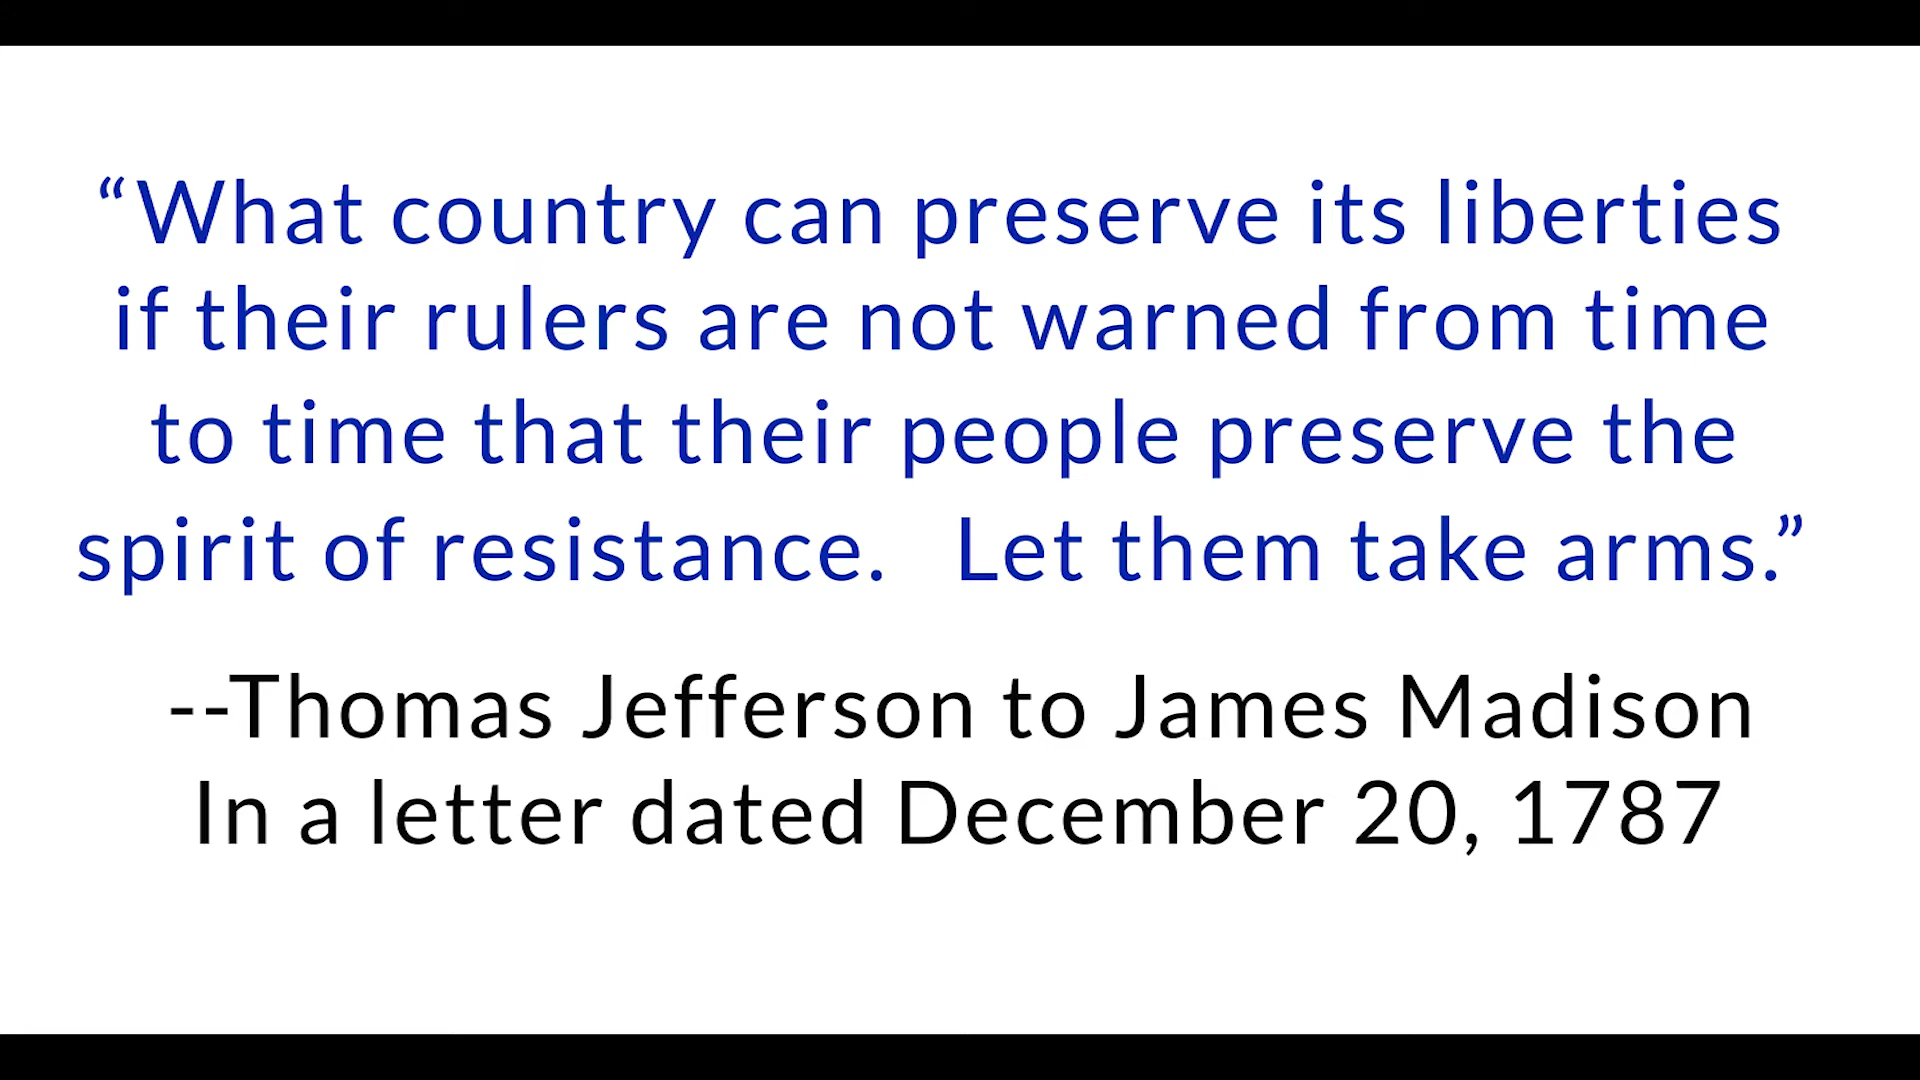 “What country can preserve its liberties
if their rulers are not warned from time
to time that their people preserve the
spirit of resistance.   Let them take arms.”
--Thomas Jefferson to James Madison
In a letter dated December 20, 1787